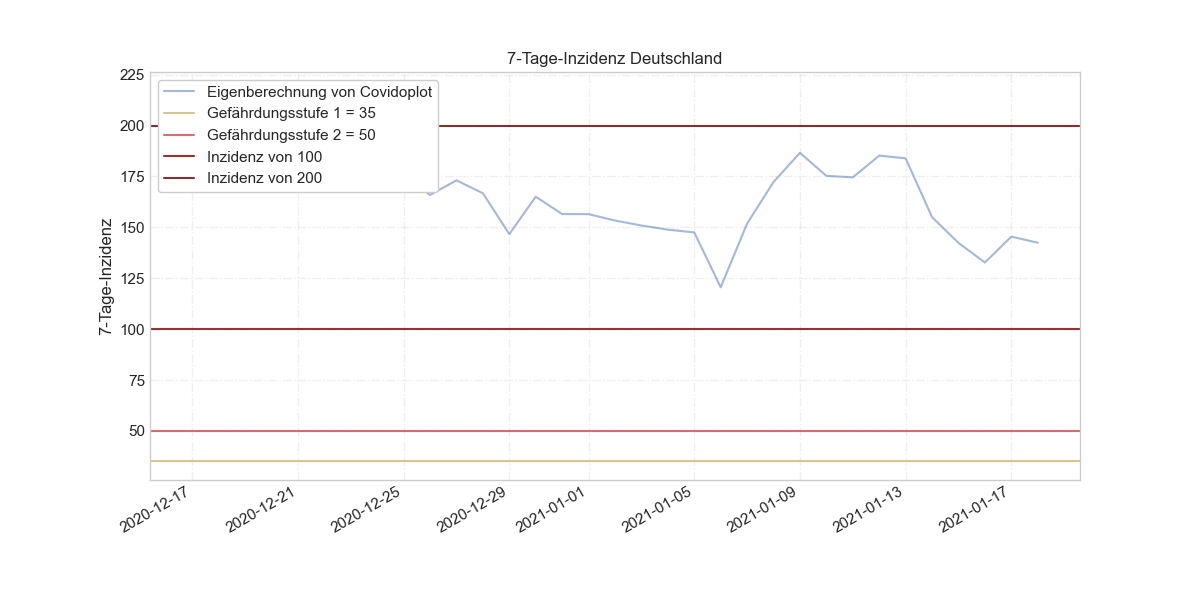 7-Tage-Inzidenz Deutschland
225
200
175
150
125
100
75
50
7-Tage-Inzidenz
Eigenberechnung von Covidoplot
Gefährdungsstufe 1 = 35
Gefährdungsstufe 2 = 50
Inzidenz von 100
Inzidenz von 200
2020-12-17
2020-12-21
2020-12-25
2020-12-29
2021-01-01
2021-01-05
2021-01-09
2021-01-13
2021-01-17